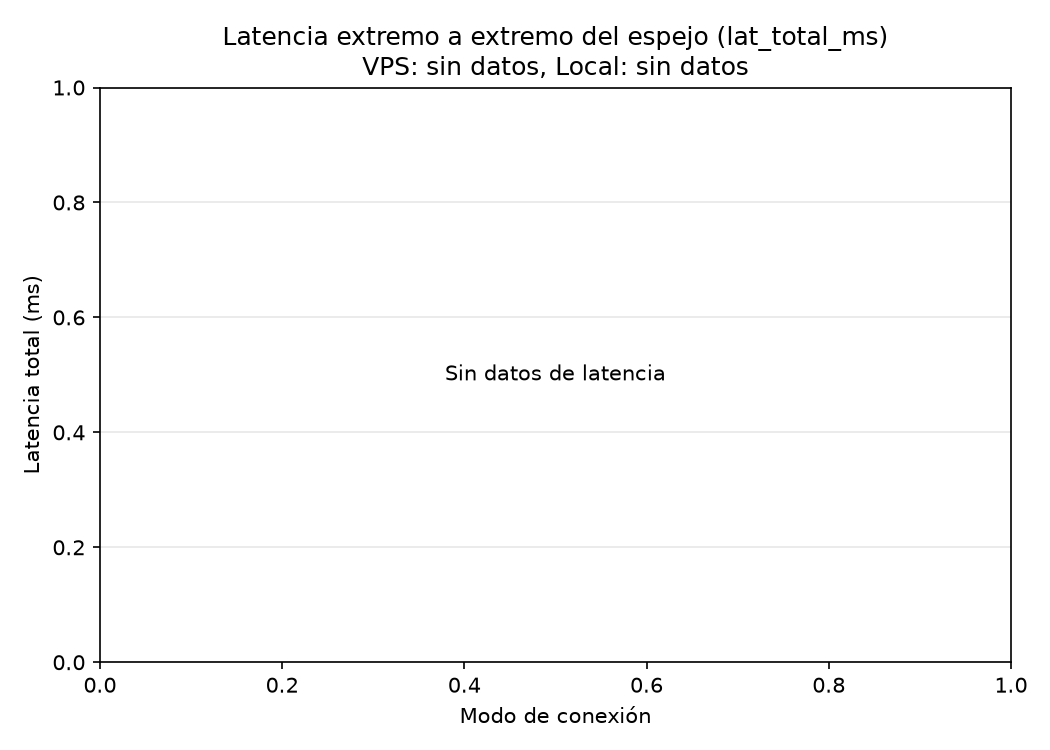 Latencia extremo a extremo del espejo (lat_total_ms)
VPS: sin datos, Local: sin datos
1.0
0.8
0.6
0.4
0.2
0.0
Latencia total (ms)
Sin datos de latencia
0.0 0.2 0.4 0.6 0.8 1.0
Modo de conexión